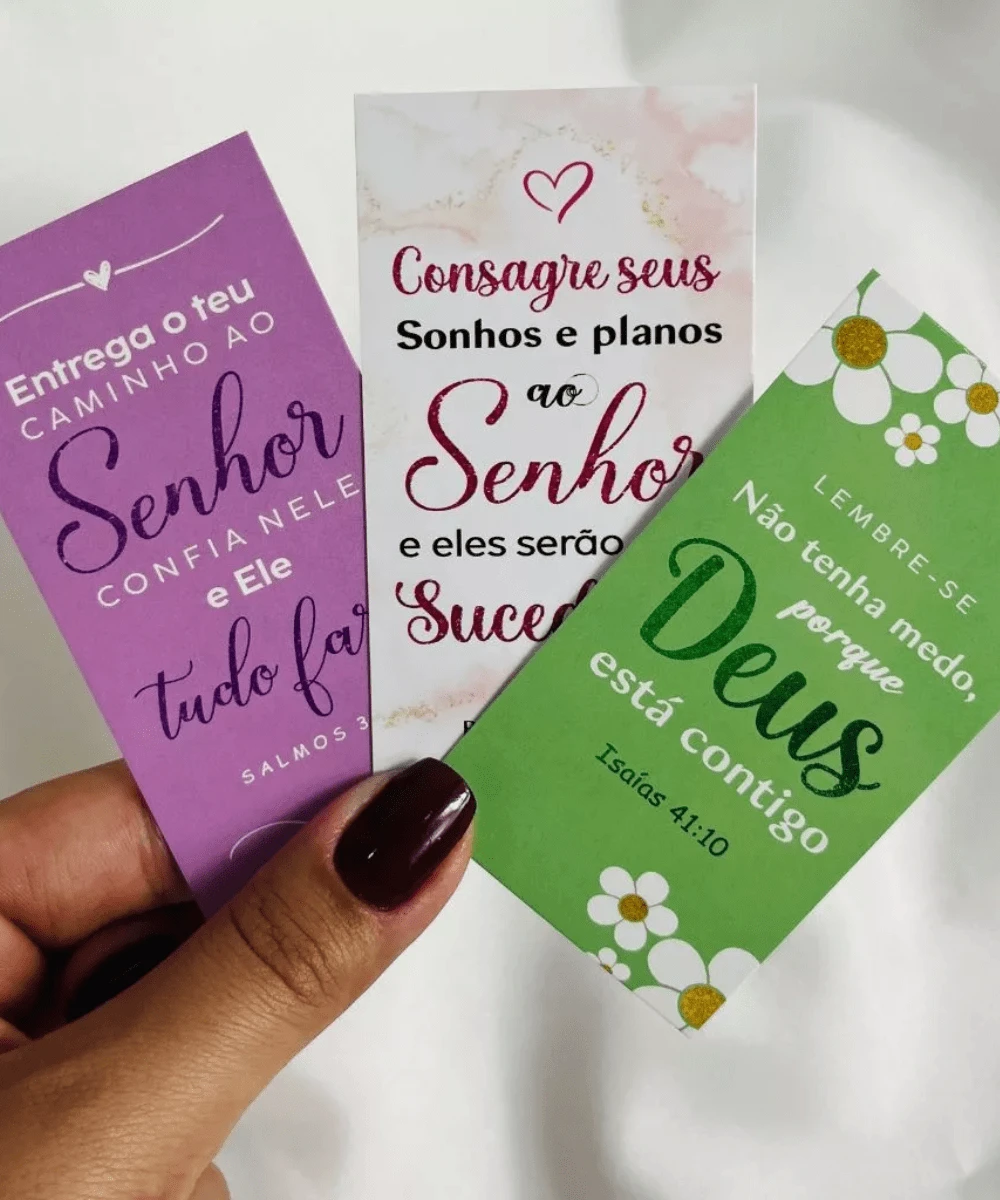 Entrega o teu
CAMINHO AO
Senhor
CONFIA NELE
e Ele
tudo
SALMOS 3
Consagre seus
Sonhos e planos
ao
Senhor
e eles serão
LEMBRE-SE
Não tenha medo,
porque
Deus
está contigo
Isaías 41:10